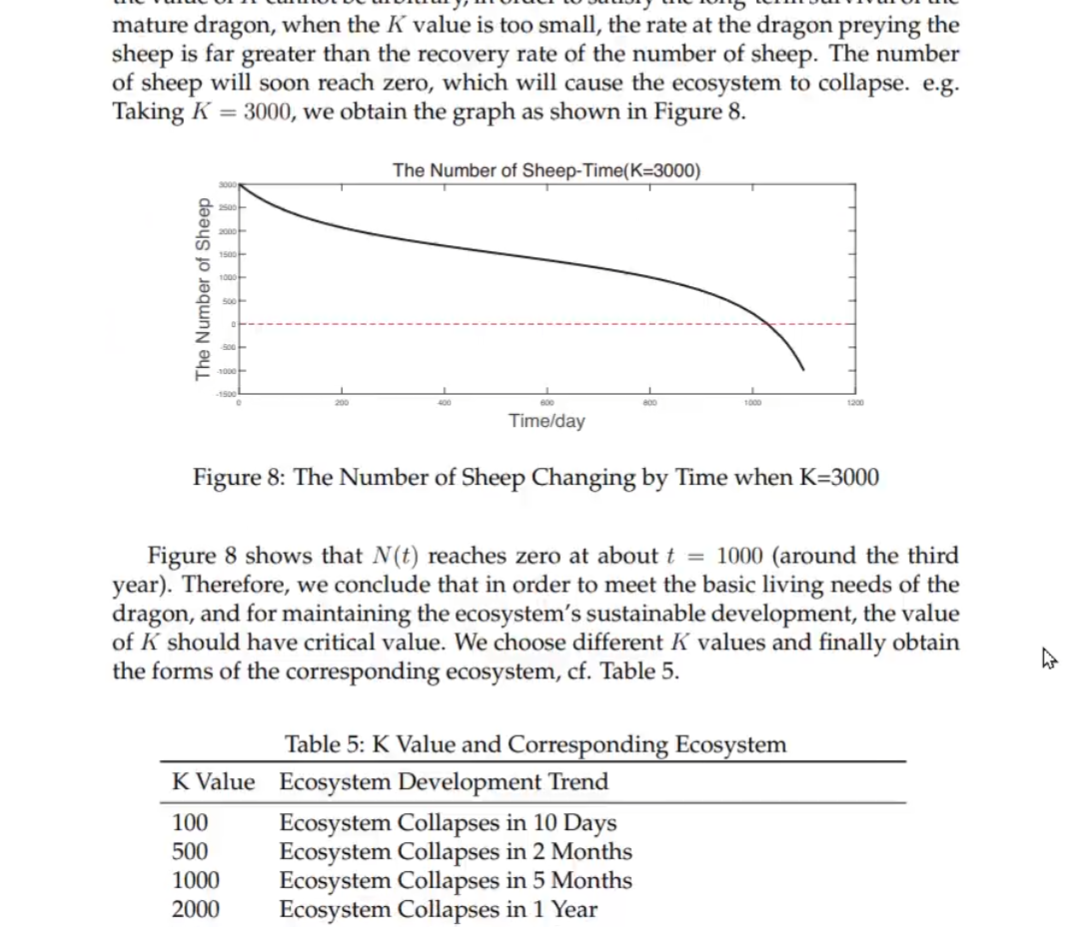 mature dragon, when the K value is too small, the rate at the dragon preying the
sheep is far greater than the recovery rate of the number of sheep. The number
of sheep will soon reach zero, which will cause the ecosystem to collapse. e.g.
Taking K = 3000, we obtain the graph as shown in Figure 8.
The Number of Sheep-Time(K=3000)
The Number of Sheep
3000
2500
2000
1500
1000
500
0
-500
-1000
-1500
0 200 400 600 800 1000 1200
Time/day
Figure 8: The Number of Sheep Changing by Time when K=3000
Figure 8 shows that N(t) reaches zero at about t = 1000 (around the third
year). Therefore, we conclude that in order to meet the basic living needs of the
dragon, and for maintaining the ecosystem's sustainable development, the value
of K should have critical value. We choose different K values and finally obtain
the forms of the corresponding ecosystem, cf. Table 5.
Table 5: K Value and Corresponding Ecosystem
K Value Ecosystem Development Trend
100 Ecosystem Collapses in 10 Days
500 Ecosystem Collapses in 2 Months
1000 Ecosystem Collapses in 5 Months
2000 Ecosystem Collapses in 1 Year